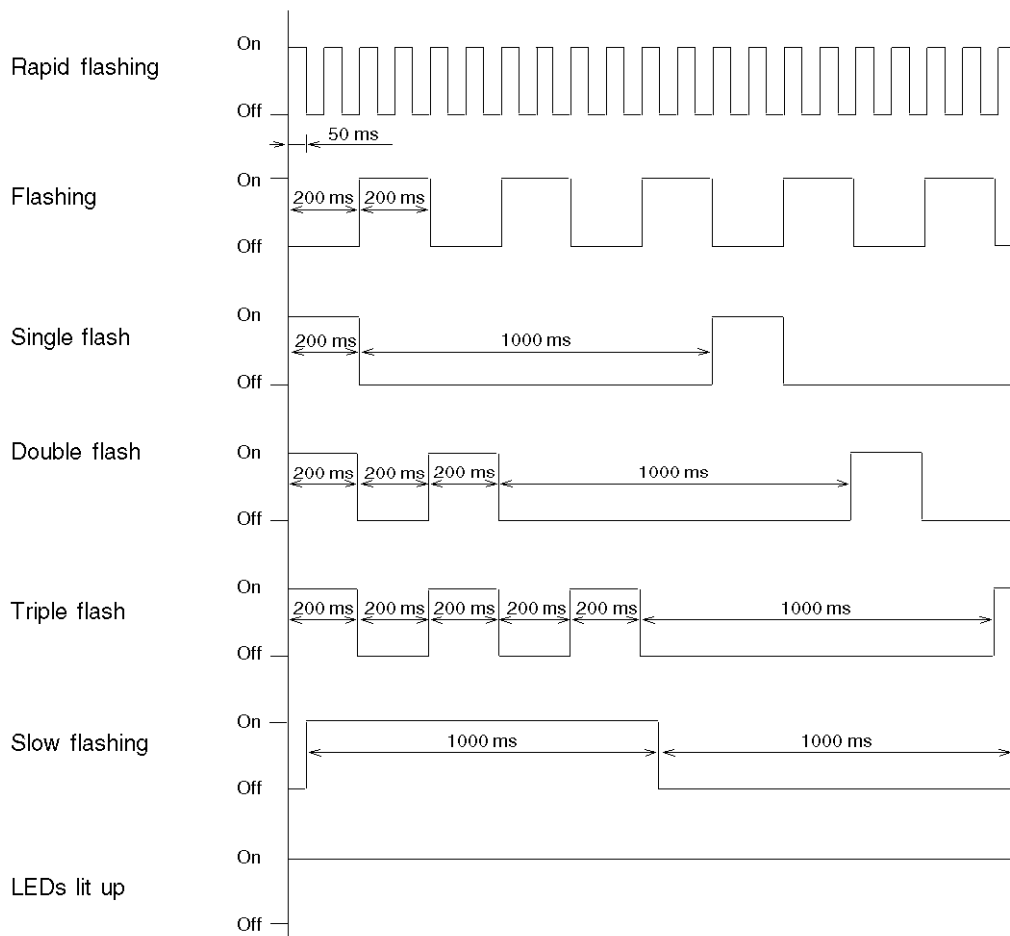 On
Rapid flashing
Off
50 ms
On
Flashing
200 ms 200 ms
Off
On
Single flash
200 ms 1000 ms
Off
On
Double flash
200 ms 200 ms 200 ms 1000 ms
Off
On
Triple flash
200 ms 200 ms 200 ms 200 ms 200 ms 1000 ms
Off
On
Slow flashing
1000 ms 1000 ms
Off
On
LEDs lit up
Off